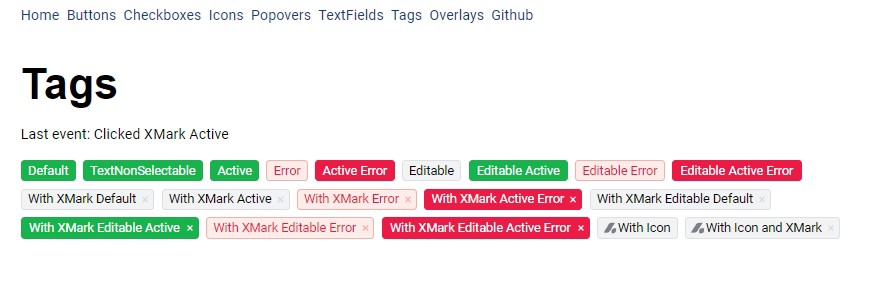 Home Buttons Checkboxes Icons Popovers TextFields Tags Overlays Github
Tags
Last event: Clicked XMark Active
Default TextNonSelectable Active Error Active Error Editable Editable Active Editable Error Editable Active Error
With XMark Default × With XMark Active × With XMark Error × With XMark Active Error × With XMark Editable Default ×
With XMark Editable Active × With XMark Editable Error × With XMark Editable Active Error × With Icon With Icon and XMark ×